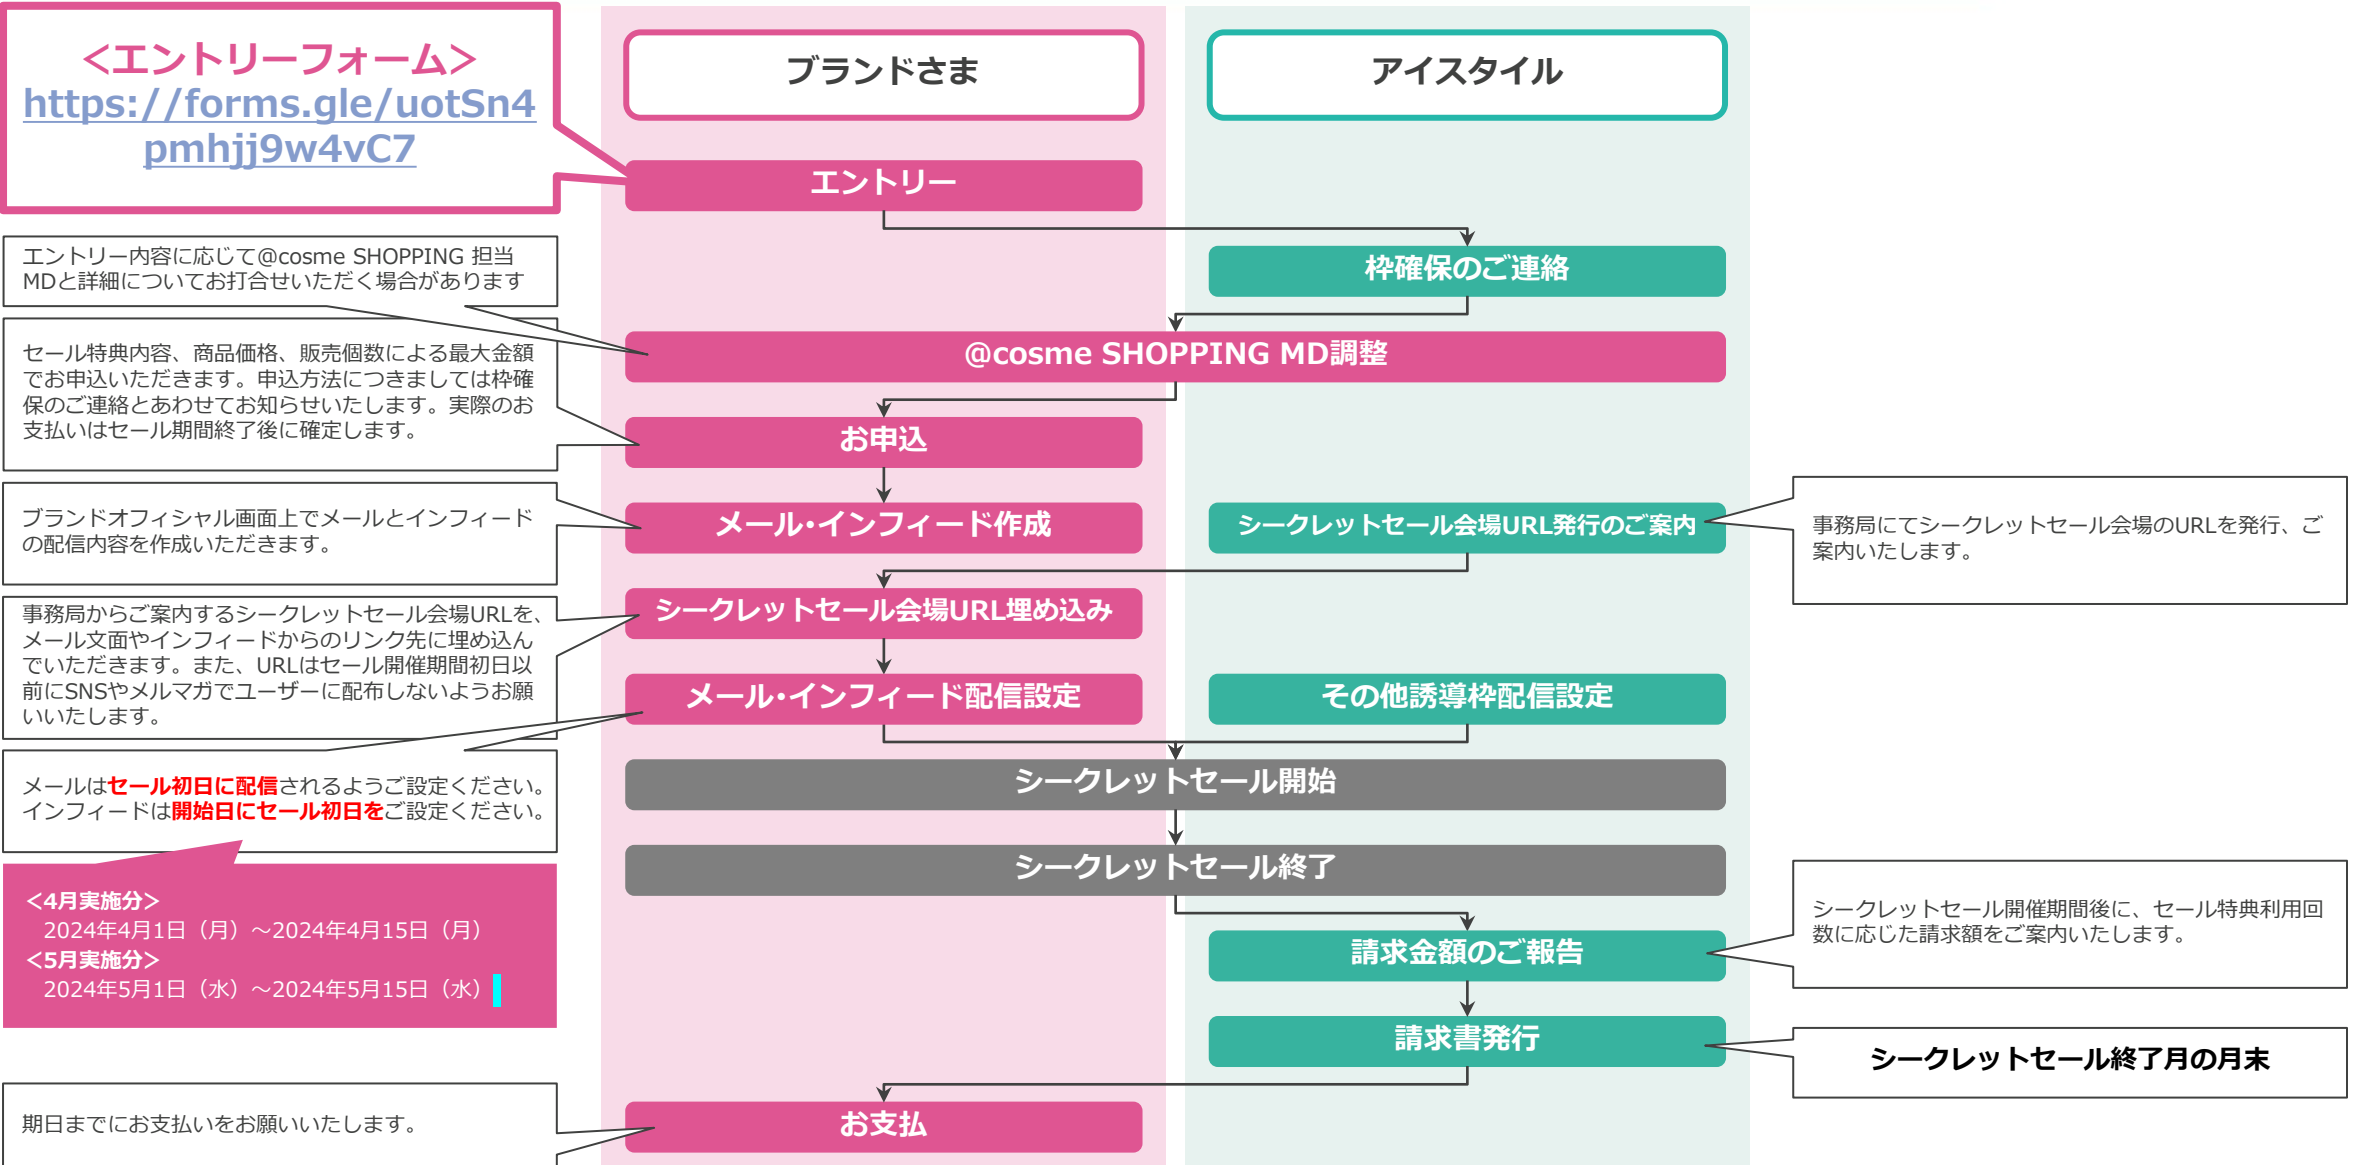 ＜エントリーフォーム＞
https://forms.gle/uotSn4
pmhjj9w4vC7
ブランドさま
アイスタイル
エントリー
枠確保のご連絡
エントリー内容に応じて@cosme SHOPPING 担当
MDと詳細についてお打合せいただく場合があります
@cosme SHOPPING MD調整
セール特典内容、商品価格、販売個数による最大金額
でお申込いただきます。申込方法につきましては枠確
保のご連絡とあわせてお知らせいたします。実際のお
支払いはセール期間終了後に確定します。
お申込
ブランドオフィシャル画面上でメールとインフィード
の配信内容を作成いただきます。
メール・インフィード作成
シークレットセール会場URL発行のご案内
事務局にてシークレットセール会場のURLを発行、ご
案内いたします。
事務局からご案内するシークレットセール会場URLを、
メール文面やインフィードからのリンク先に埋め込ん
でいただきます。また、URLはセール開催期間初日以
前にSNSやメルマガでユーザーに配布しないようお願
いいたします。
シークレットセール会場URL埋め込み
メール・インフィード配信設定
その他誘導枠配信設定
メールはセール初日に配信されるようご設定ください。
インフィードは開始日にセール初日をご設定ください。
シークレットセール開始
シークレットセール終了
＜4月実施分＞
2024年4月1日（月）～2024年4月15日（月）
＜5月実施分＞
2024年5月1日（水）～2024年5月15日（水）
請求金額のご報告
シークレットセール開催期間後に、セール特典利用回
数に応じた請求額をご案内いたします。
請求書発行
シークレットセール終了月の月末
お支払
期日までにお支払いをお願いいたします。